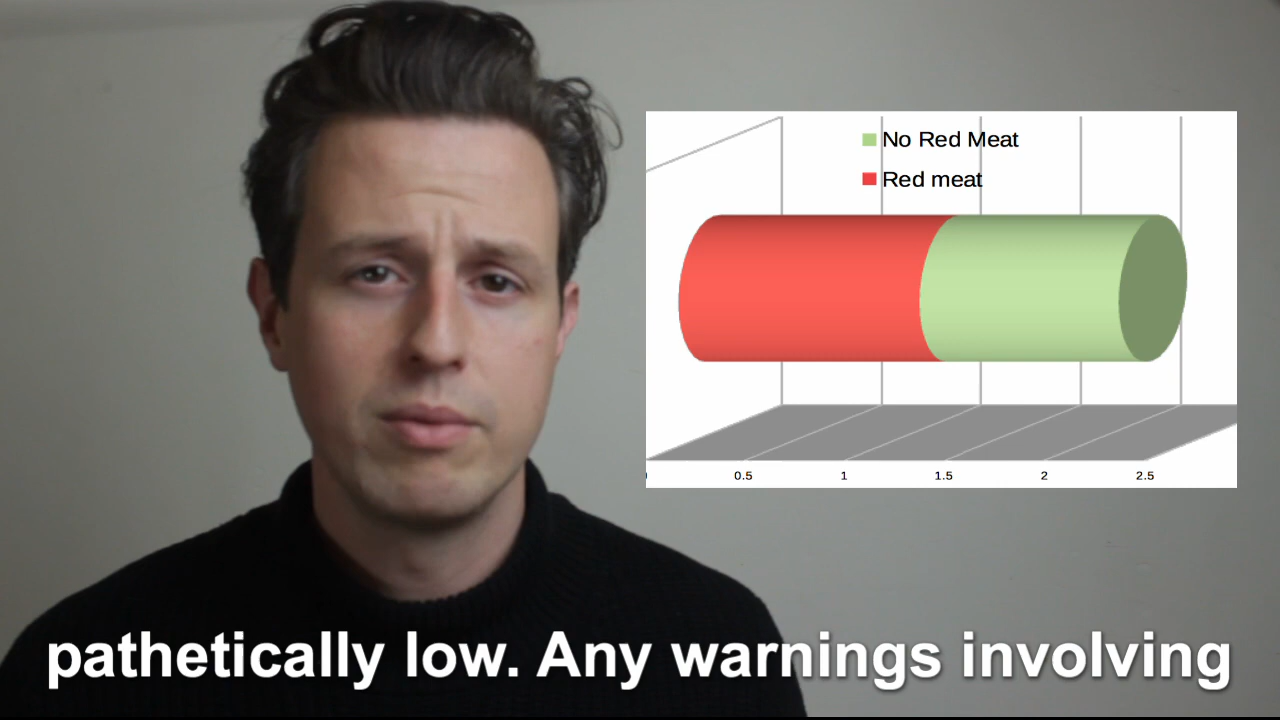 No Red Meat
Red meat
0.5 1 1.5 2 2.5
pathetically low. Any warnings involving